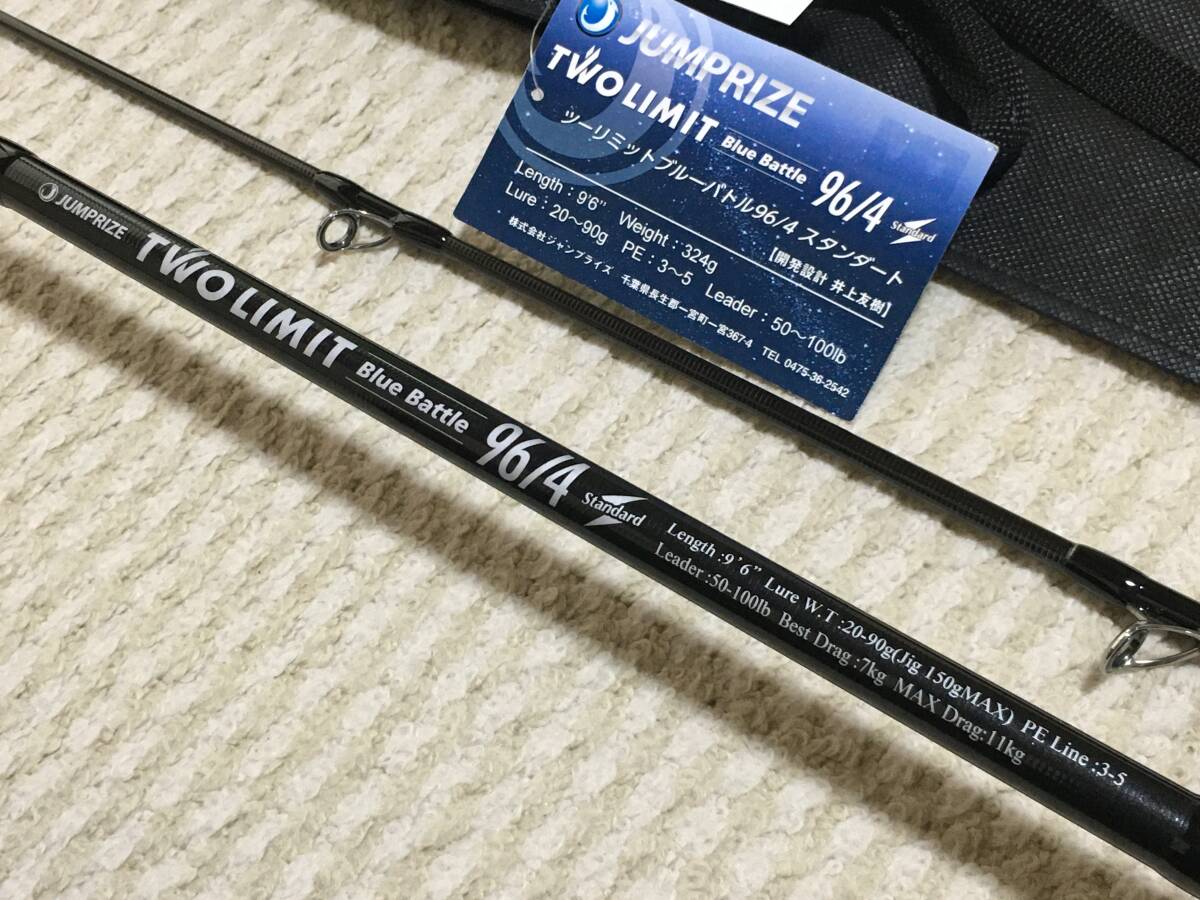 JUMPRIZE
TWO LIMIT Blue Battle 96/4 Standard
ツーリミットブルーバトル96/4 スタンダート
【開発設計 井上友樹】
Length：9'6" Weight：324g
Lure：20〜90g PE：3〜5 Leader：50〜100lb
株式会社ジャンプライズ 千葉県長生郡一宮町一宮367-4 TEL 0475-36-2542
JUMPRIZE TWO LIMIT Blue Battle 96/4 Standard
Length :9'6" Lure W.T :20-90g(Jig 150gMAX) PE Line :3-5
Leader :50-100lb Best Drag :7kg MAX Drag:11kg